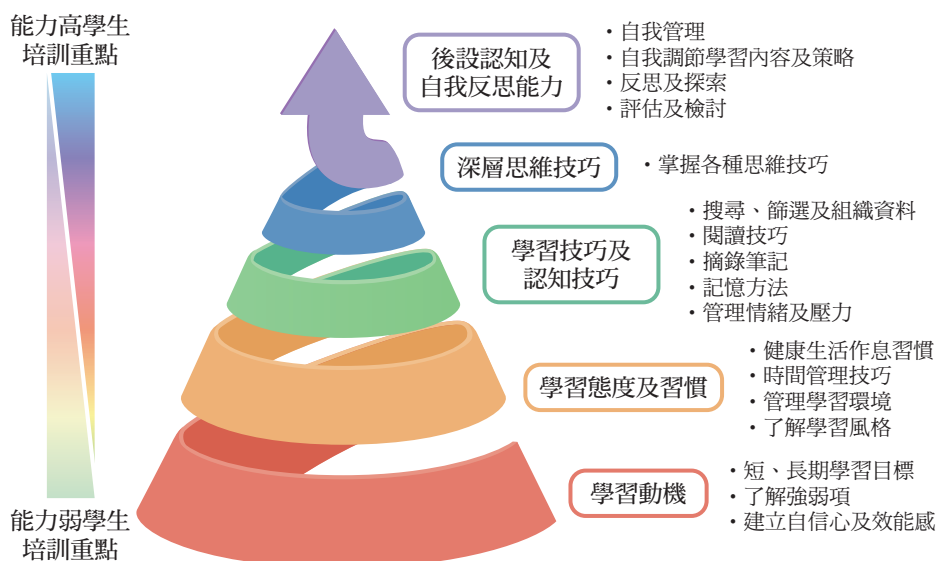 能力高學生
培訓重點
後設認知及
自我反思能力
・自我管理
・自我調節學習內容及策略
・反思及探索
・評估及檢討
深層思維技巧
・掌握各種思維技巧
學習技巧及
認知技巧
・搜尋、篩選及組織資料
・閱讀技巧
・摘錄筆記
・記憶方法
・管理情緒及壓力
學習態度及習慣
・健康生活作息習慣
・時間管理技巧
・管理學習環境
・了解學習風格
學習動機
・短、長期學習目標
・了解強弱項
・建立自信心及效能感
能力弱學生
培訓重點